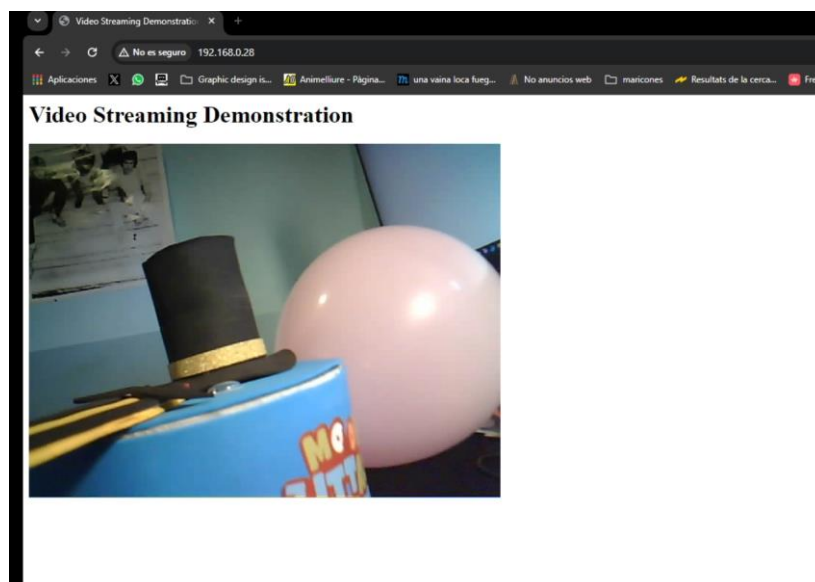 Video Streaming Demonstratio
No es seguro 192.168.0.28
Aplicaciones Graphic design is... Animelliure - Pàgina... una vaina loca fueg... No anuncios web maricones Resultats de la cerca... Fre
Video Streaming Demonstration